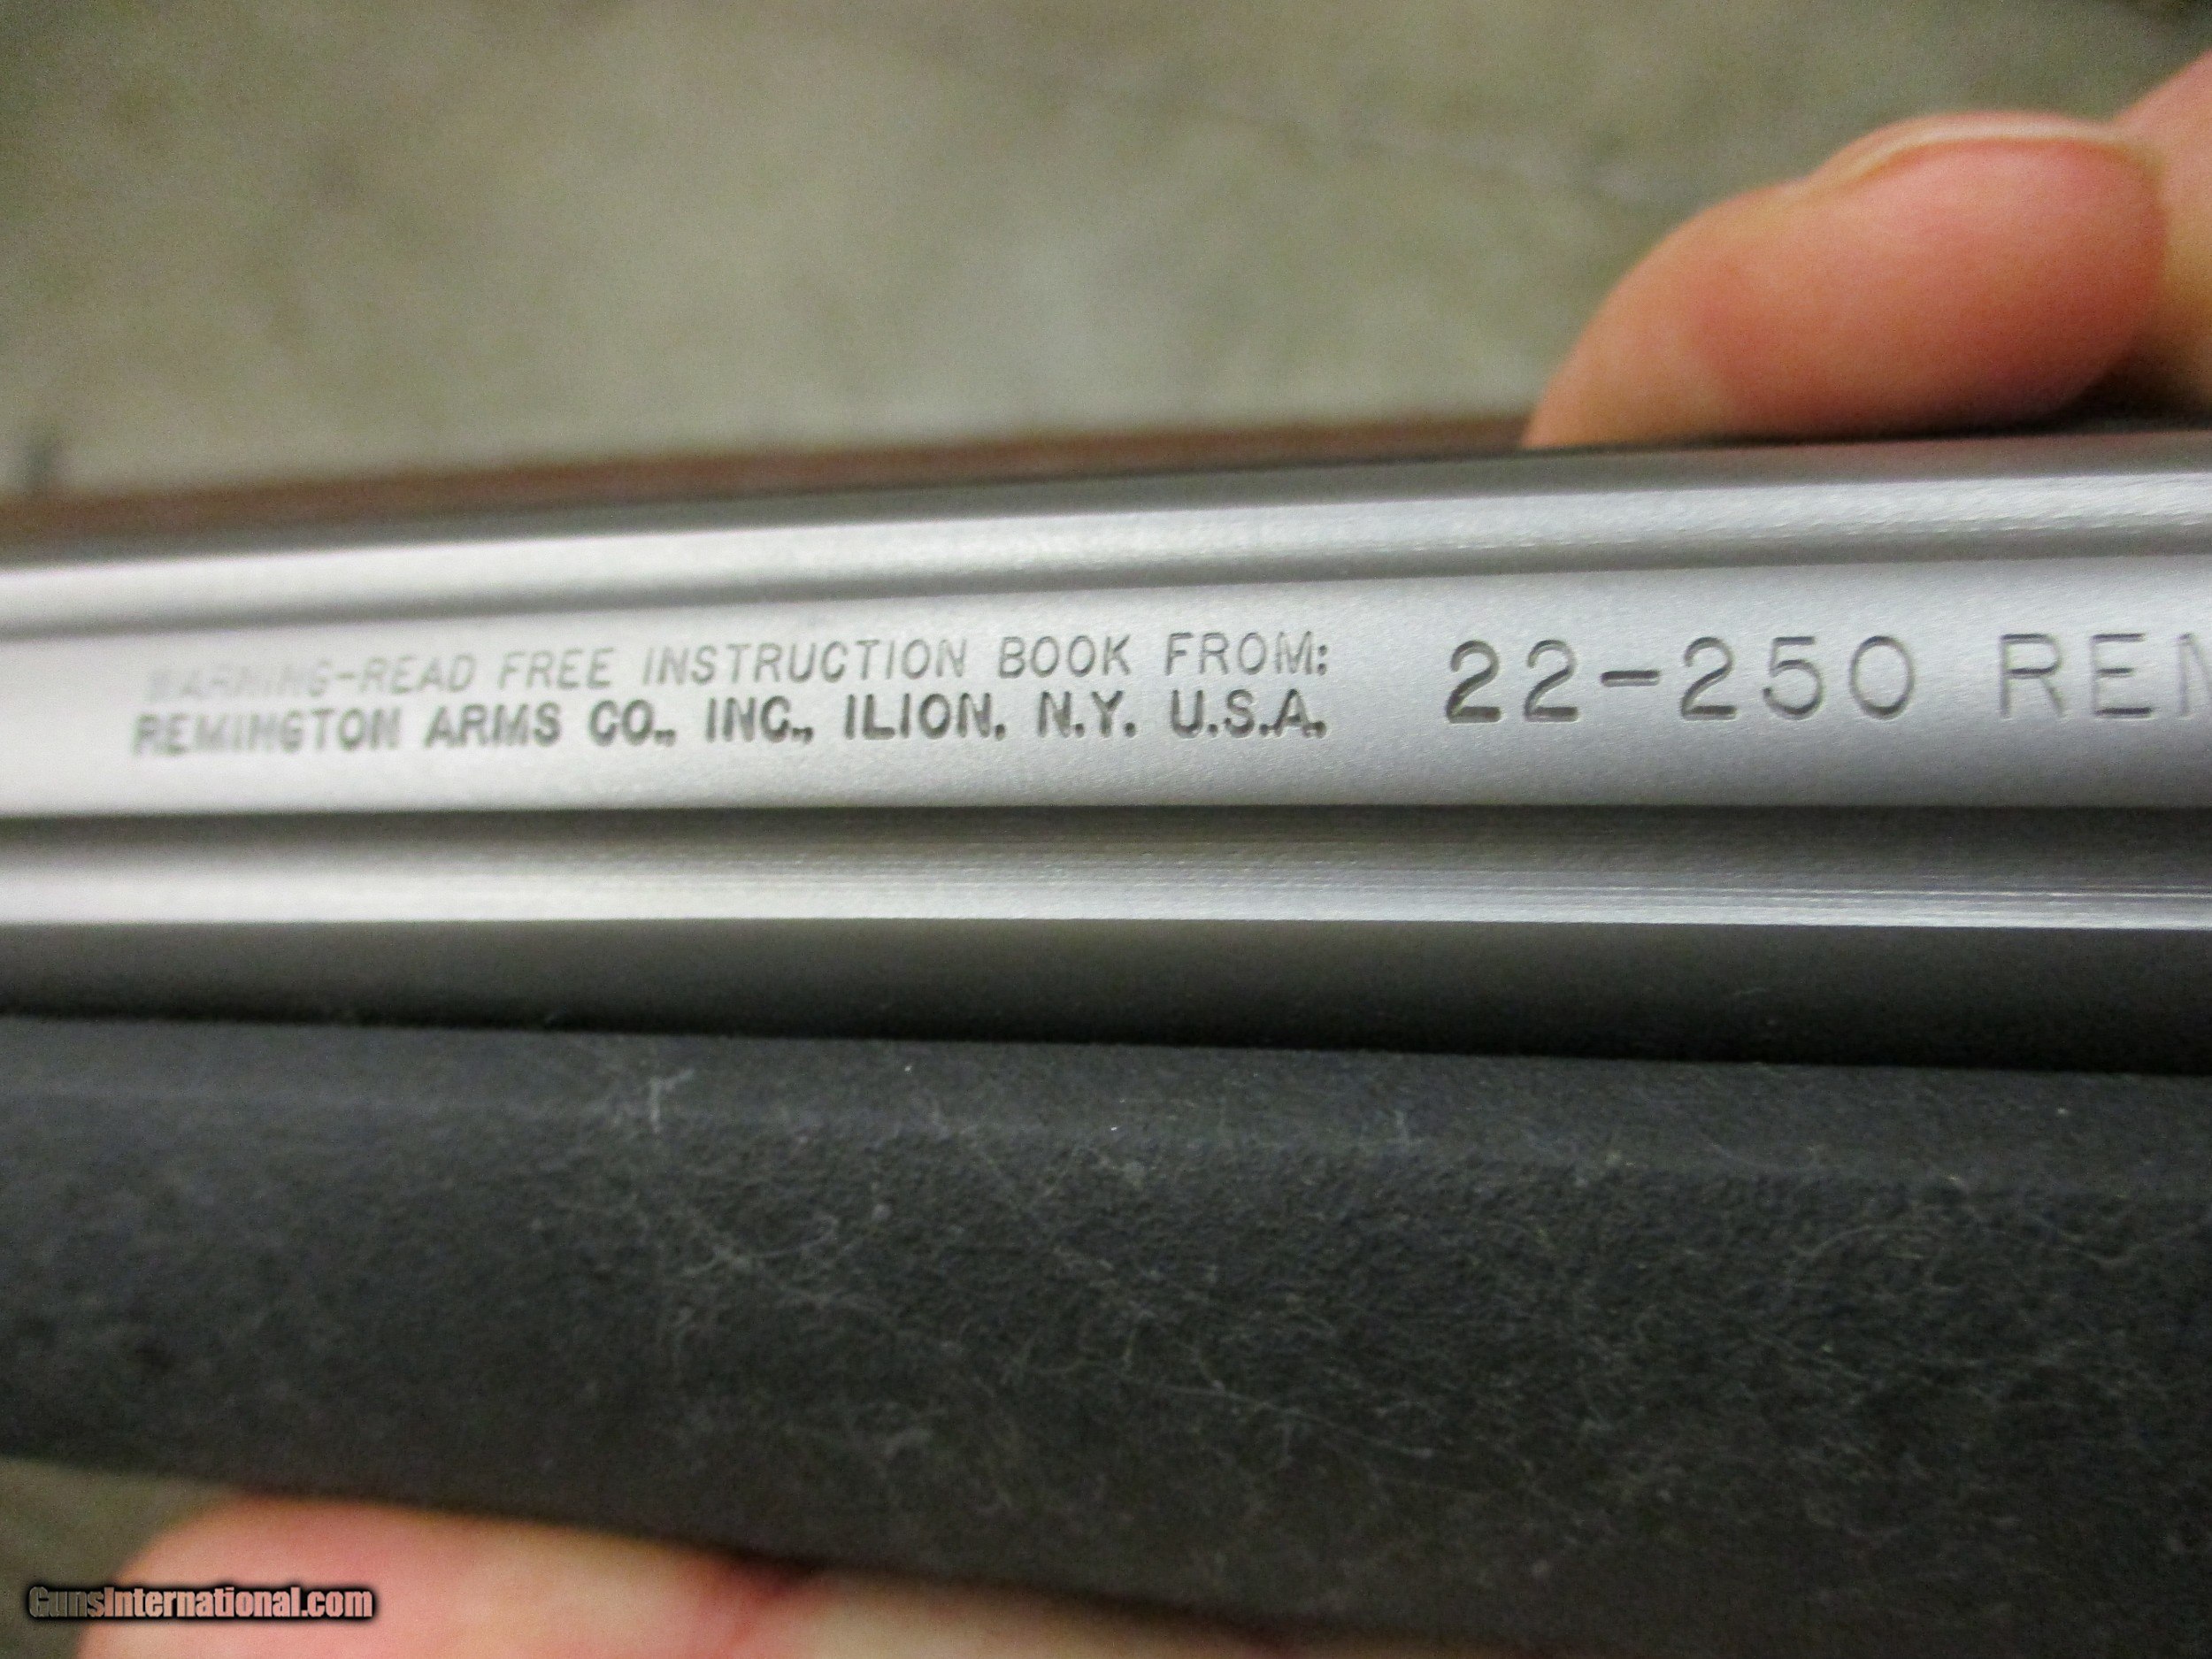 WARNING-READ FREE INSTRUCTION BOOK FROM:
REMINGTON ARMS CO., INC., ILION, N.Y. U.S.A.
22-250 REM
GunsInternational.com